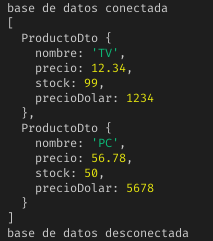 base de datos conectada
[
  ProductoDto {
    nombre: 'TV',
    precio: 12.34,
    stock: 99,
    precioDolar: 1234
  },
  ProductoDto {
    nombre: 'PC',
    precio: 56.78,
    stock: 50,
    precioDolar: 5678
  }
]
base de datos desconectada